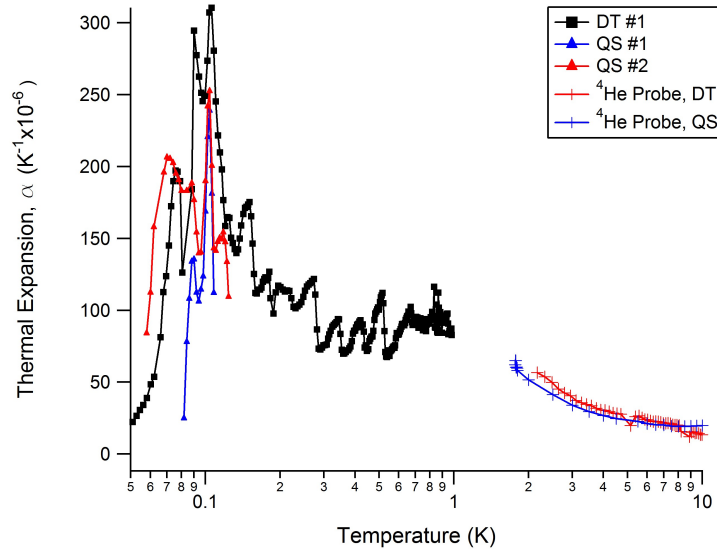 DT #1
QS #1
QS #2
⁴He Probe, DT
⁴He Probe, QS
Thermal Expansion, α (K⁻¹x10⁻⁶)
300
250
200
150
100
50
0
5 6 7 8 9 2 3 4 5 6 7 8 9 2 3 4 5 6 7 8 9
0.1 1 10
Temperature (K)